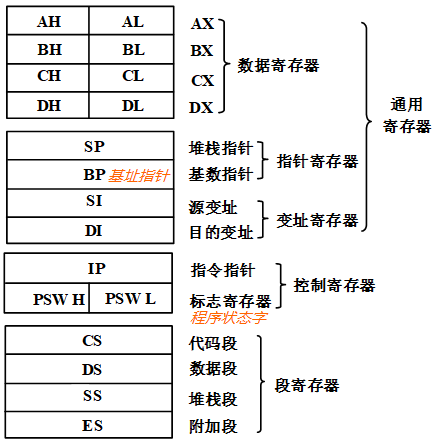 AH AL AX
BH BL BX
CH CL CX
DH DL DX
数据寄存器
通用
寄存器
SP 堆栈指针
BP 基址指针 基数指针
指针寄存器
SI 源变址
DI 目的变址
变址寄存器
IP 指令指针
PSW H PSW L 标志寄存器
程序状态字
控制寄存器
CS 代码段
DS 数据段
SS 堆栈段
ES 附加段
段寄存器